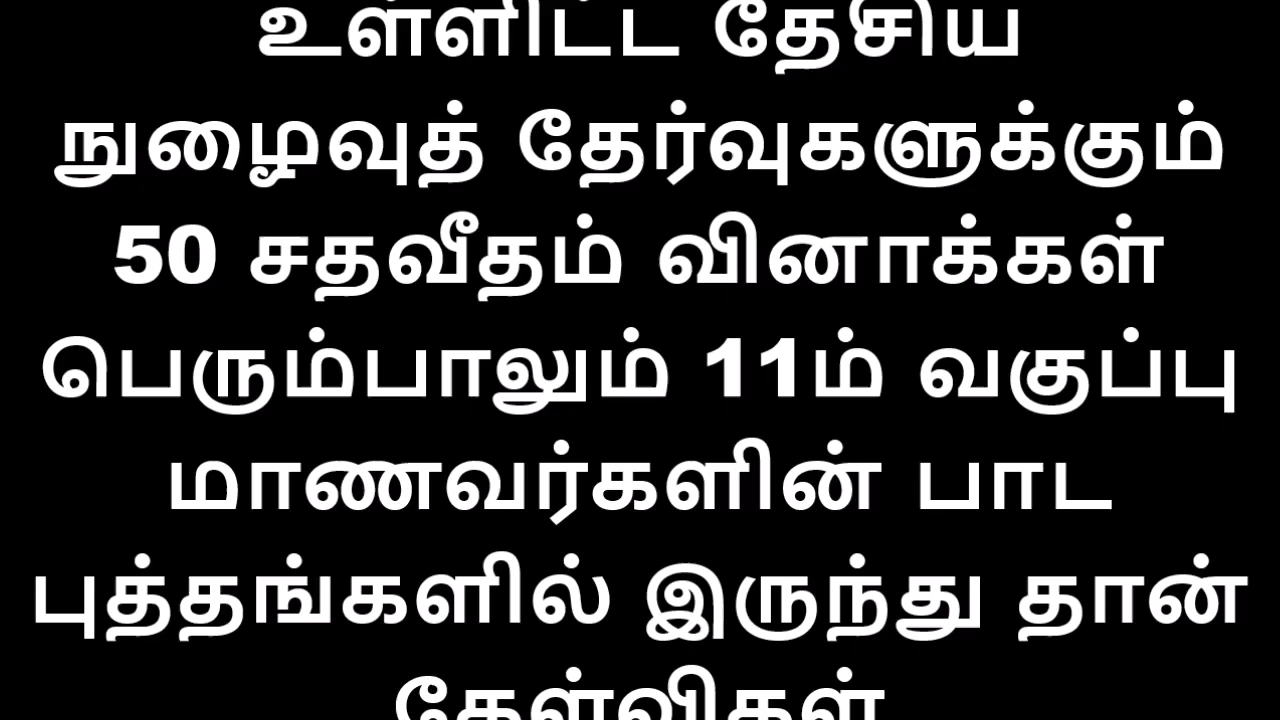 உள்ளிட்ட தேசிய
நுழைவுத் தேர்வுகளுக்கும்
50 சதவீதம் வினாக்கள்
பெரும்பாலும் 11ம் வகுப்பு
மாணவர்களின் பாட
புத்தங்களில் இருந்து தான்
கேள்விகள்